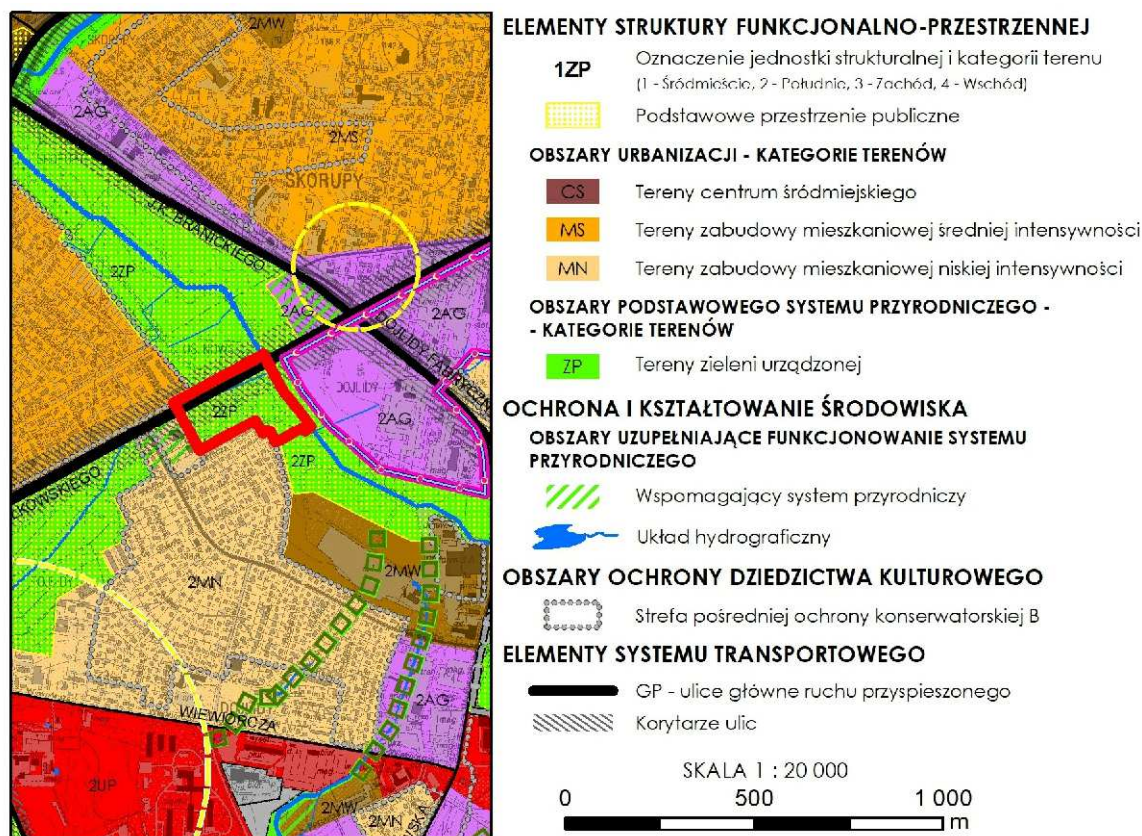 2MW
2AG
2MS
SKORUPY
J.K. BRANICKIEGO
2ZP
2AG
2AG
DOJLIDY FABRYCZNE
DOJLIDY
2AG
2ZP
2ZP
2MN
2MW
2AG
WIEWIÓRCZA
2UP
2MW
2MN
ELEMENTY STRUKTURY FUNKCJONALNO-PRZESTRZENNEJ
1ZP Oznaczenie jednostki strukturalnej i kategorii terenu
(1 - Śródmieście, 2 - Południe, 3 - Zachód, 4 - Wschód)
Podstawowe przestrzenie publiczne
OBSZARY URBANIZACJI - KATEGORIE TERENÓW
CS Tereny centrum śródmiejskiego
MS Tereny zabudowy mieszkaniowej średniej intensywności
MN Tereny zabudowy mieszkaniowej niskiej intensywności
OBSZARY PODSTAWOWEGO SYSTEMU PRZYRODNICZEGO -
- KATEGORIE TERENÓW
ZP Tereny zieleni urządzonej
OCHRONA I KSZTAŁTOWANIE ŚRODOWISKA
OBSZARY UZUPEŁNIAJĄCE FUNKCJONOWANIE SYSTEMU
PRZYRODNICZEGO
Wspomagający system przyrodniczy
Układ hydrograficzny
OBSZARY OCHRONY DZIEDZICTWA KULTUROWEGO
Strefa pośredniej ochrony konserwatorskiej B
ELEMENTY SYSTEMU TRANSPORTOWEGO
GP - ulice główne ruchu przyspieszonego
Korytarze ulic
SKALA 1 : 20 000
0 500 1 000
m